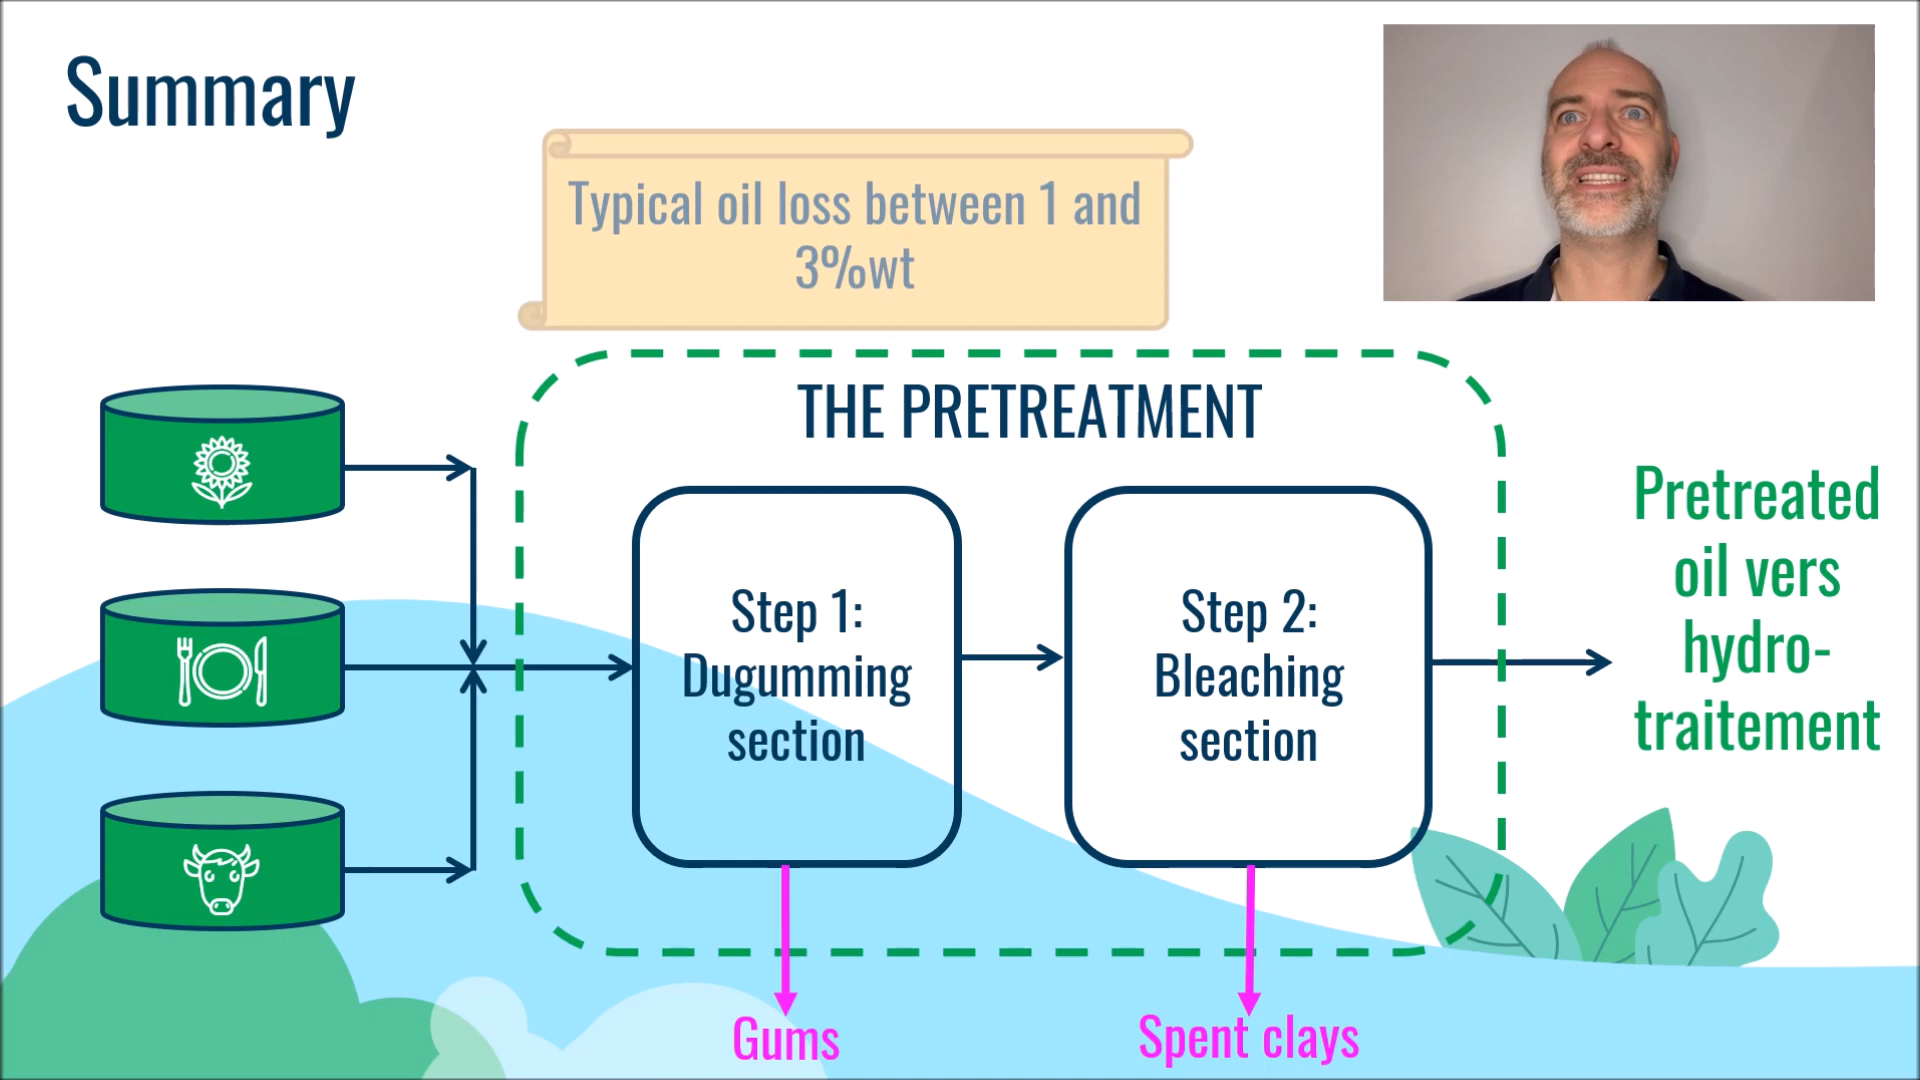 Summary
Typical oil loss between 1 and
3%wt
THE PRETREATMENT
Step 1:
Dugumming
section
Step 2:
Bleaching
section
Pretreated
oil vers
hydro-
traitement
Gums
Spent clays